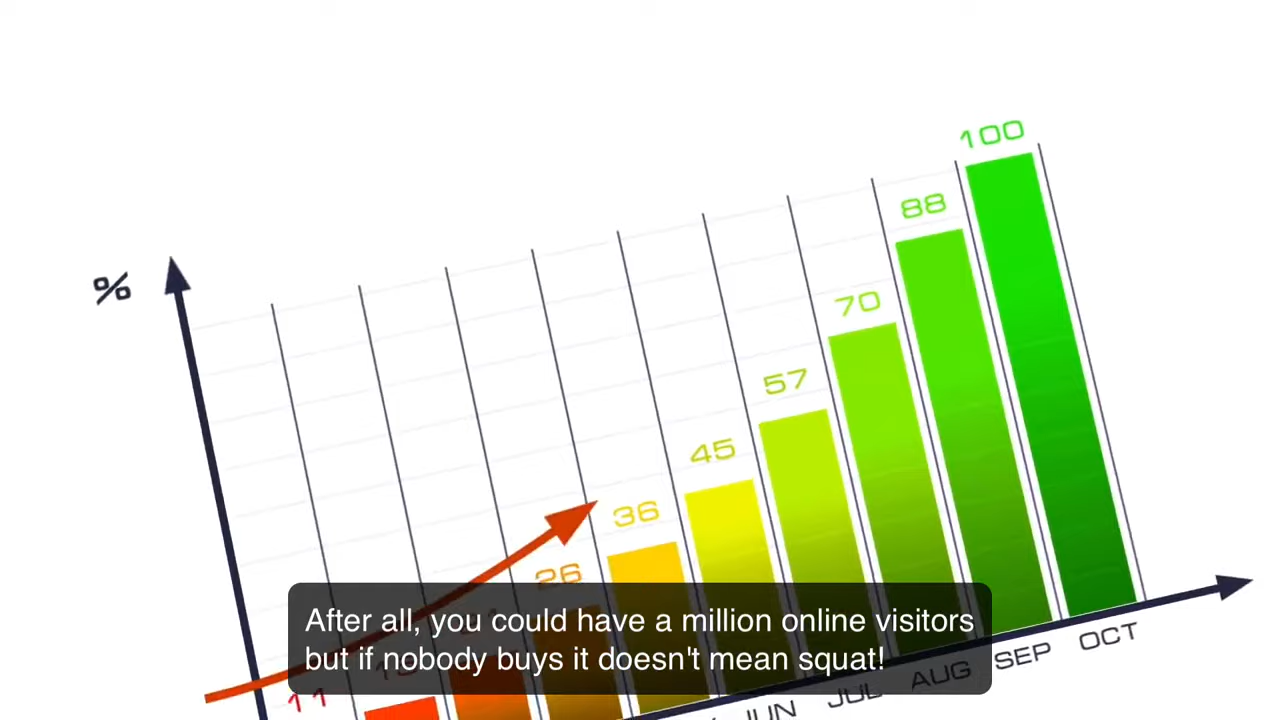 100
88
%
70
57
45
36
26
After all, you could have a million online visitors
but if nobody buys it doesn't mean squat!
11
JUN
JUL
AUG
SEP
OCT